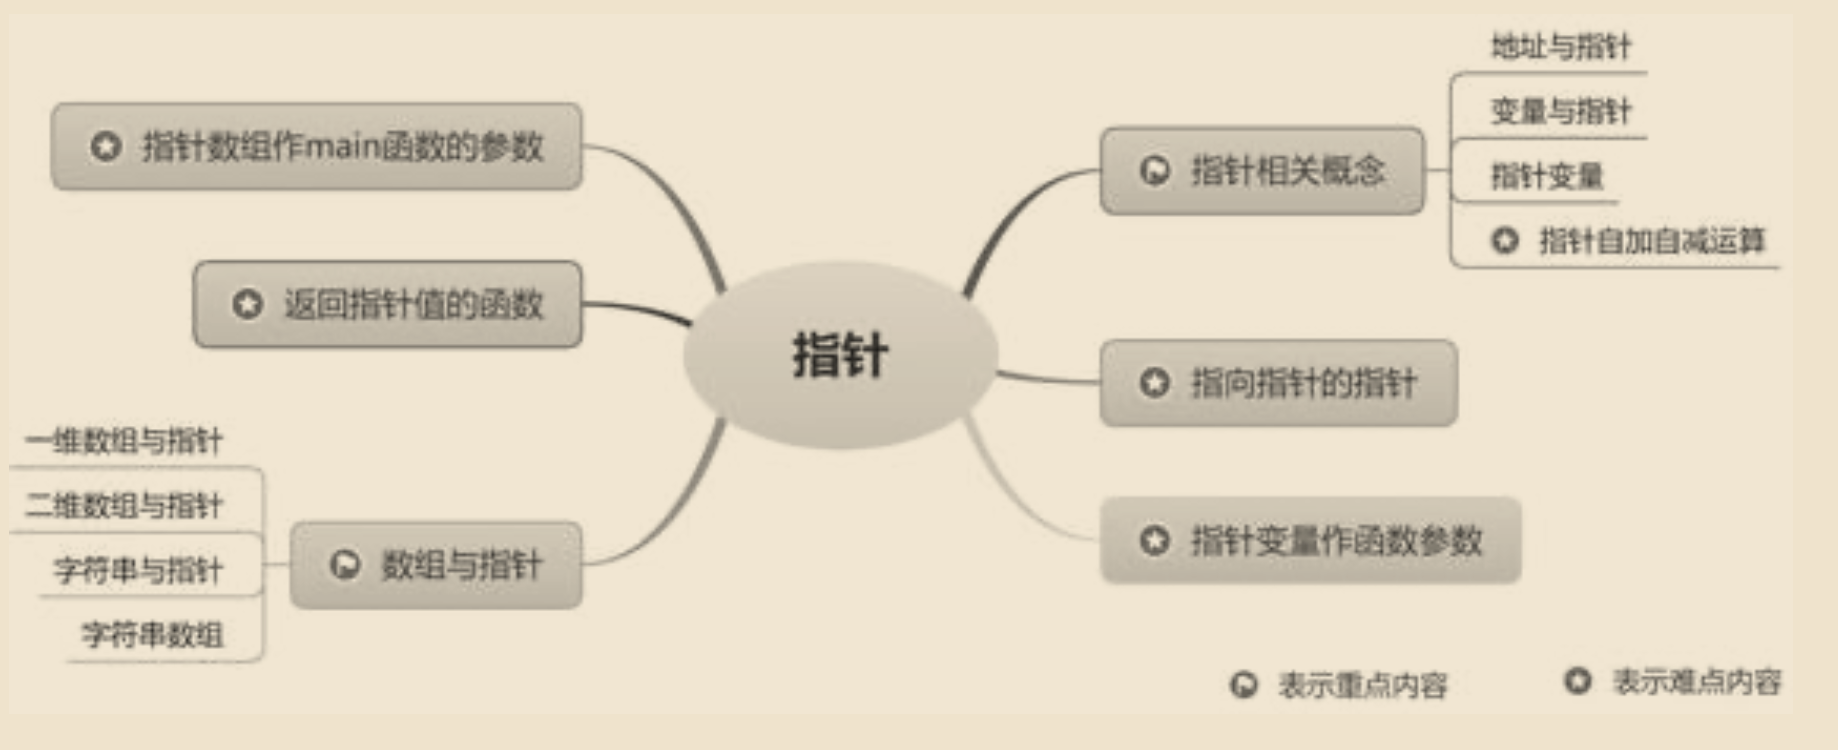 地址与指针
变量与指针
指针变量
指针自加自减运算
指针相关概念
指针数组作main函数的参数
返回指针值的函数
指针
指向指针的指针
指针变量作函数参数
一维数组与指针
二维数组与指针
字符串与指针
字符串数组
数组与指针
表示重点内容
表示难点内容